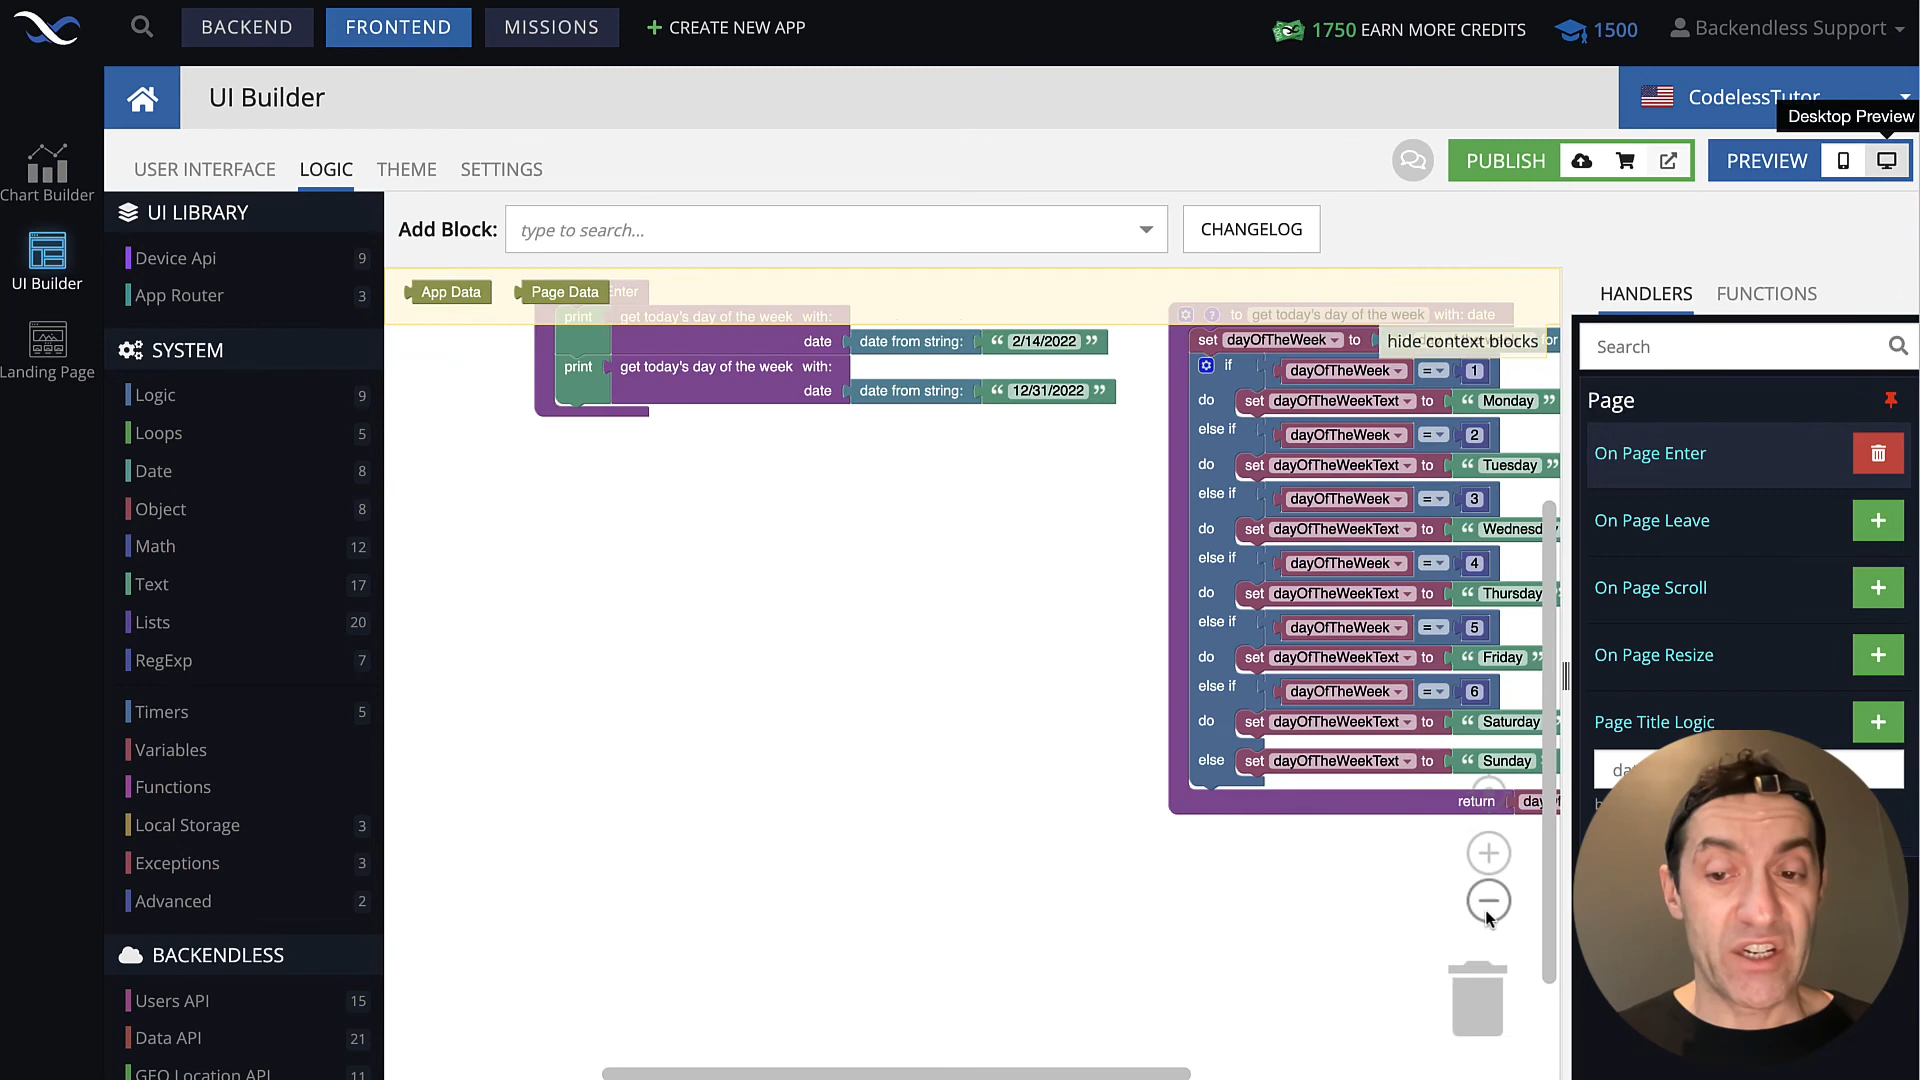 BACKEND
FRONTEND
MISSIONS
CREATE NEW APP
1750 EARN MORE CREDITS
1500
Backendless Support
UI Builder
CodelessTutor
Desktop Preview
USER INTERFACE
LOGIC
THEME
SETTINGS
PUBLISH
PREVIEW
Chart Builder
UI Builder
Landing Page
UI LIBRARY
Device Api 9
App Router 3
SYSTEM
Logic 9
Loops 5
Date 8
Object 8
Math 12
Text 17
Lists 20
RegExp 7
Timers 5
Variables
Functions
Local Storage 3
Exceptions 3
Advanced 2
BACKENDLESS
Users API 15
Data API 21
GEO Location API 11
Add Block:
type to search...
CHANGELOG
App Data
Page Data
print get today's day of the week with:
date date from string: “ 2/14/2022 ”
print get today's day of the week with:
date date from string: “ 12/31/2022 ”
? to get today's day of the week with: date
set dayOfTheWeek to
hide context blocks
if dayOfTheWeek = 1
do set dayOfTheWeekText to “ Monday ”
else if dayOfTheWeek = 2
do set dayOfTheWeekText to “ Tuesday ”
else if dayOfTheWeek = 3
do set dayOfTheWeekText to “ Wednesd
else if dayOfTheWeek = 4
do set dayOfTheWeekText to “ Thursday
else if dayOfTheWeek = 5
do set dayOfTheWeekText to “ Friday ”
else if dayOfTheWeek = 6
do set dayOfTheWeekText to “ Saturday
else set dayOfTheWeekText to “ Sunday
return
HANDLERS
FUNCTIONS
Search
Page
On Page Enter
On Page Leave
On Page Scroll
On Page Resize
Page Title Logic